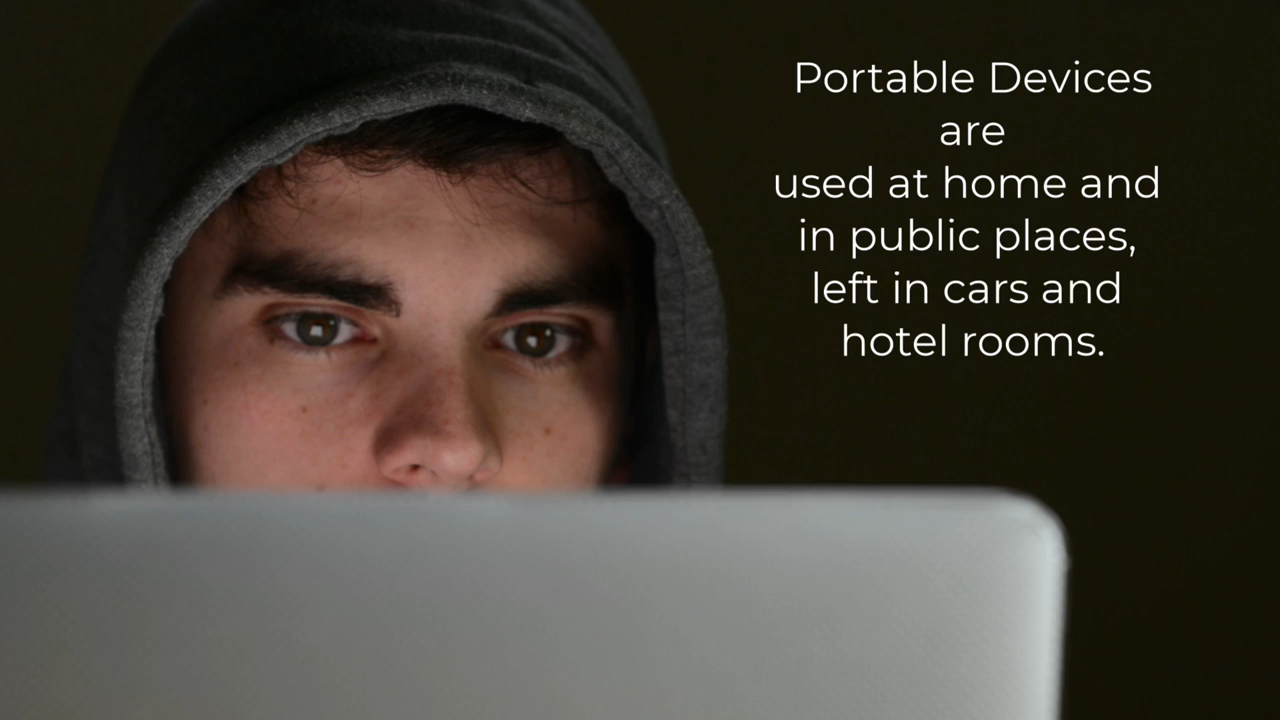 Portable Devices
are
used at home and
in public places,
left in cars and
hotel rooms.